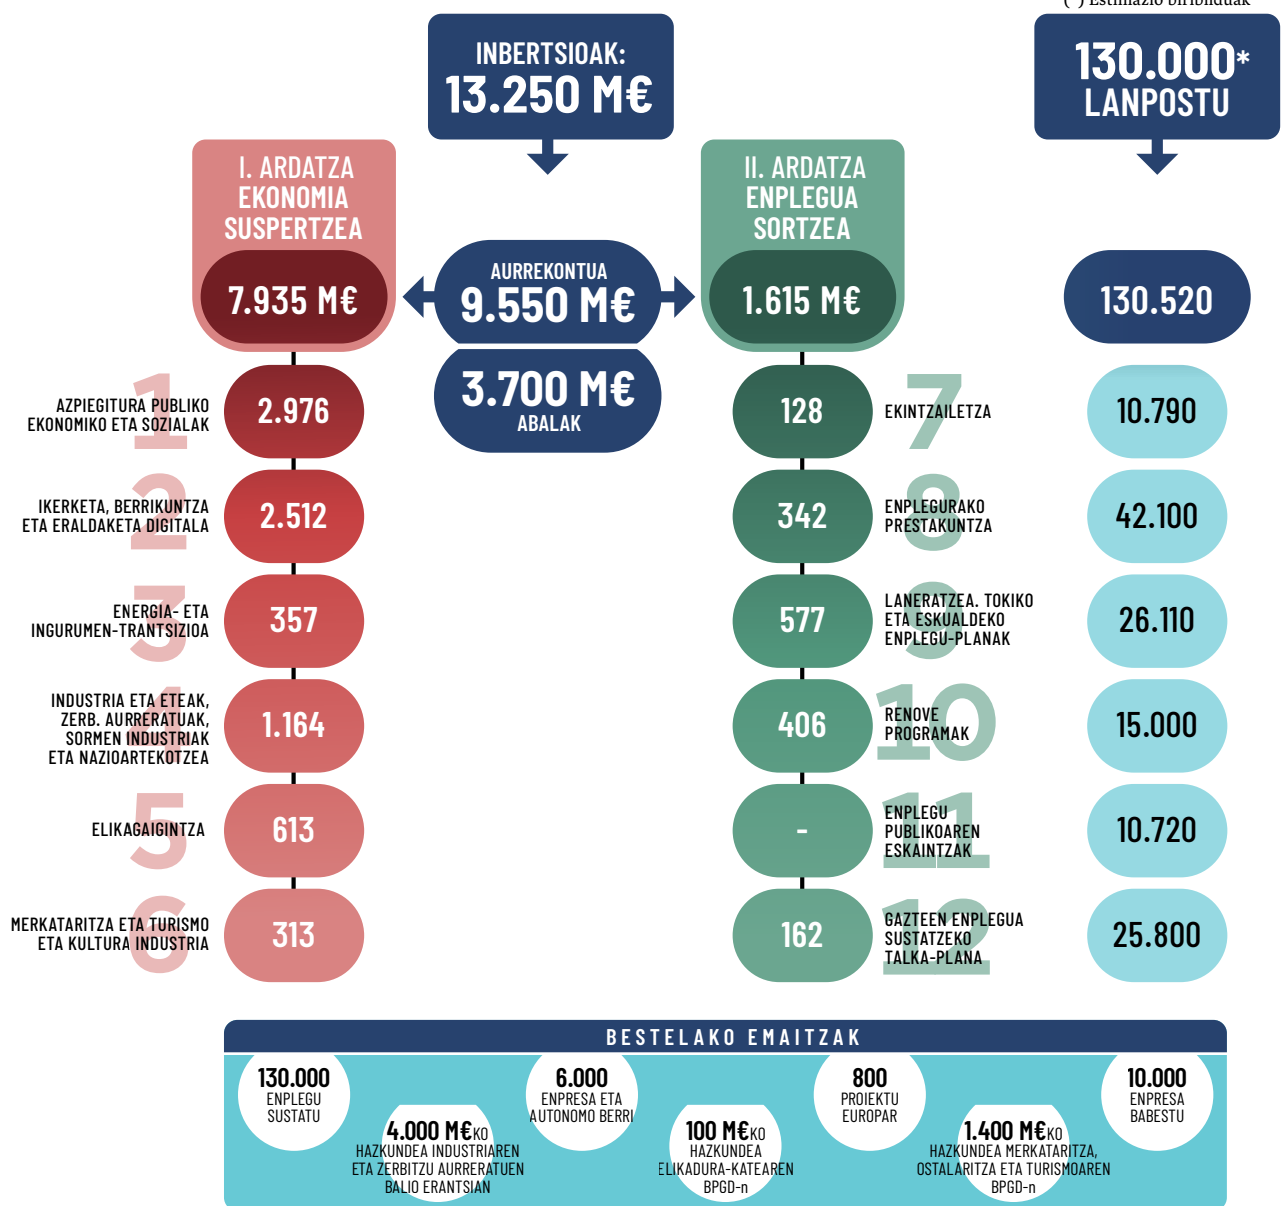 (*) Estimazio biribilduak
INBERTSIOAK:
13.250 M€
130.000*
LANPOSTU
I. ARDATZA
EKONOMIA
SUSPERTZEA
7.935 M€
AURREKONTUA
9.550 M€
3.700 M€
ABALAK
II. ARDATZA
ENPLEGUA
SORTZEA
1.615 M€
130.520
1
AZPIEGITURA PUBLIKO
EKONOMIKO ETA SOZIALAK
2.976
2
IKERKETA, BERRIKUNTZA
ETA ERALDAKETA DIGITALA
2.512
3
ENERGIA- ETA
INGURUMEN-TRANTSIZIOA
357
4
INDUSTRIA ETA ETEAK,
ZERB. AURRERATUAK,
SORMEN INDUSTRIAK
ETA NAZIOARTEKOTZEA
1.164
5
ELIKAGAIGINTZA
613
6
MERKATARITZA ETA TURISMO
ETA KULTURA INDUSTRIA
313
128
7
EKINTZAILETZA
10.790
342
8
ENPLEGURAKO
PRESTAKUNTZA
42.100
577
9
LANERATZEA. TOKIKO
ETA ESKUALDEKO
ENPLEGU-PLANAK
26.110
406
10
RENOVE
PROGRAMAK
15.000
-
11
ENPLEGU
PUBLIKOAREN
ESKAINTZAK
10.720
162
12
GAZTEEN ENPLEGUA
SUSTATZEKO
TALKA-PLANA
25.800
BESTELAKO EMAITZAK
130.000
ENPLEGU
SUSTATU
4.000 M€KO
HAZKUNDEA INDUSTRIAREN
ETA ZERBITZU AURRERATUEN
BALIO ERANTSIAN
6.000
ENPRESA ETA
AUTONOMO BERRI
100 M€KO
HAZKUNDEA
ELIKADURA-KATEAREN
BPGD-n
800
PROIEKTU
EUROPAR
1.400 M€KO
HAZKUNDEA MERKATARITZA,
OSTALARITZA ETA TURISMOAREN
BPGD-n
10.000
ENPRESA
BABESTU